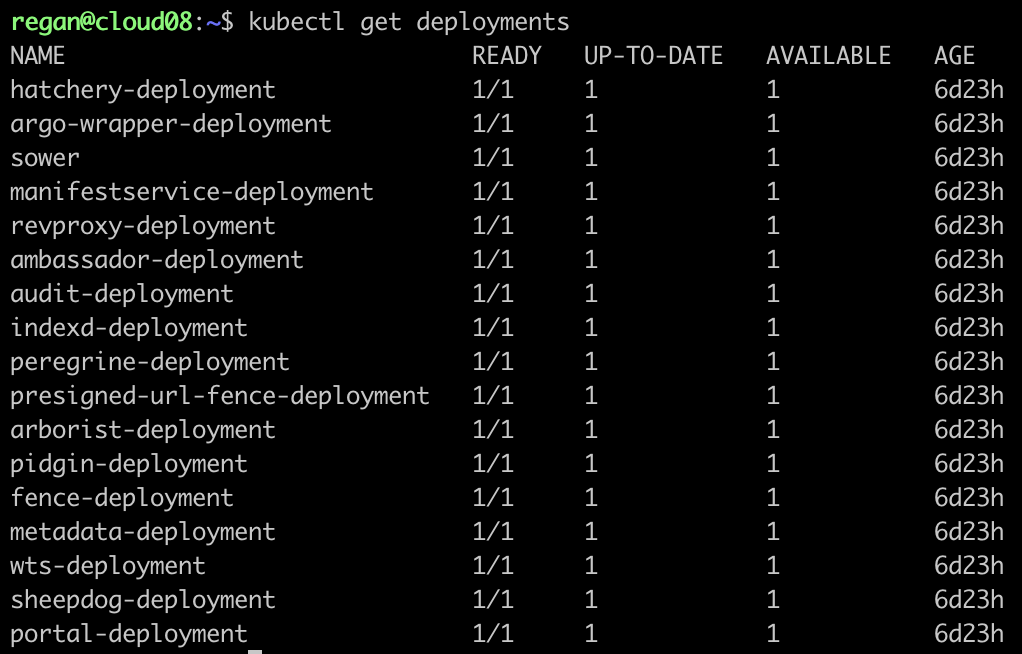 regan@cloud08:~$ kubectl get deployments
NAME READY UP-TO-DATE AVAILABLE AGE
hatchery-deployment 1/1 1 1 6d23h
argo-wrapper-deployment 1/1 1 1 6d23h
sower 1/1 1 1 6d23h
manifestservice-deployment 1/1 1 1 6d23h
revproxy-deployment 1/1 1 1 6d23h
ambassador-deployment 1/1 1 1 6d23h
audit-deployment 1/1 1 1 6d23h
indexd-deployment 1/1 1 1 6d23h
peregrine-deployment 1/1 1 1 6d23h
presigned-url-fence-deployment 1/1 1 1 6d23h
arborist-deployment 1/1 1 1 6d23h
pidgin-deployment 1/1 1 1 6d23h
fence-deployment 1/1 1 1 6d23h
metadata-deployment 1/1 1 1 6d23h
wts-deployment 1/1 1 1 6d23h
sheepdog-deployment 1/1 1 1 6d23h
portal-deployment 1/1 1 1 6d23h